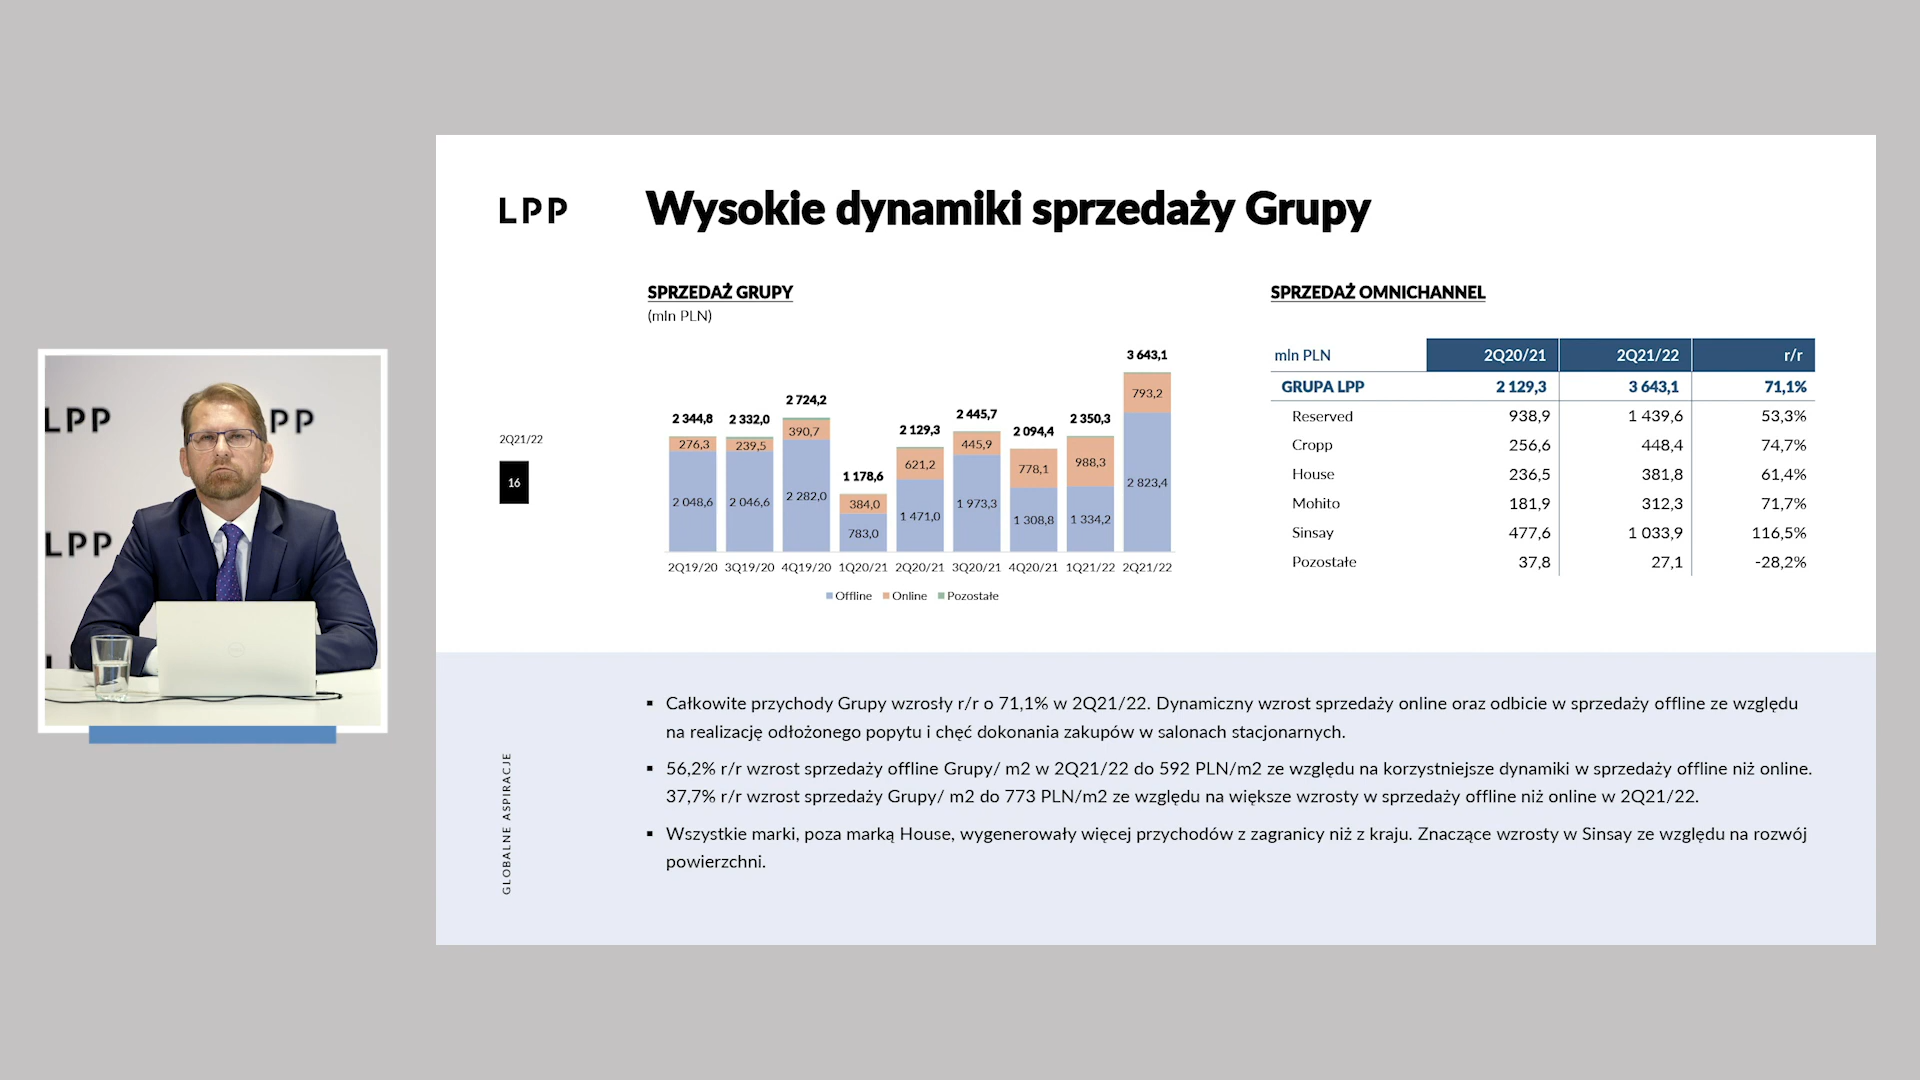 LPP
Wysokie dynamiki sprzedaży Grupy
SPRZEDAŻ GRUPY
(mln PLN)
3 643,1
793,2
2 823,4
2 724,2
390,7
2 282,0
2 344,8
276,3
2 048,6
2 332,0
239,5
2 046,6
1 178,6
384,0
783,0
2 129,3
621,2
1 471,0
2 445,7
445,9
1 973,3
2 094,4
778,1
1 308,8
2 350,3
988,3
1 334,2
2Q19/20 3Q19/20 4Q19/20 1Q20/21 2Q20/21 3Q20/21 4Q20/21 1Q21/22 2Q21/22
Offline Online Pozostałe
SPRZEDAŻ OMNICHANNEL
mln PLN 2Q20/21 2Q21/22 r/r
GRUPA LPP 2 129,3 3 643,1 71,1%
Reserved 938,9 1 439,6 53,3%
Cropp 256,6 448,4 74,7%
House 236,5 381,8 61,4%
Mohito 181,9 312,3 71,7%
Sinsay 477,6 1 033,9 116,5%
Pozostałe 37,8 27,1 -28,2%
2Q21/22
16
LPP
PP
LPP
▪ Całkowite przychody Grupy wzrosły r/r o 71,1% w 2Q21/22. Dynamiczny wzrost sprzedaży online oraz odbicie w sprzedaży offline ze względu
na realizację odłożonego popytu i chęć dokonania zakupów w salonach stacjonarnych.
▪ 56,2% r/r wzrost sprzedaży offline Grupy/ m2 w 2Q21/22 do 592 PLN/m2 ze względu na korzystniejsze dynamiki w sprzedaży offline niż online.
37,7% r/r wzrost sprzedaży Grupy/ m2 do 773 PLN/m2 ze względu na większe wzrosty w sprzedaży offline niż online w 2Q21/22.
▪ Wszystkie marki, poza marką House, wygenerowały więcej przychodów z zagranicy niż z kraju. Znaczące wzrosty w Sinsay ze względu na rozwój
powierzchni.
GLOBALNE ASPIRACJE